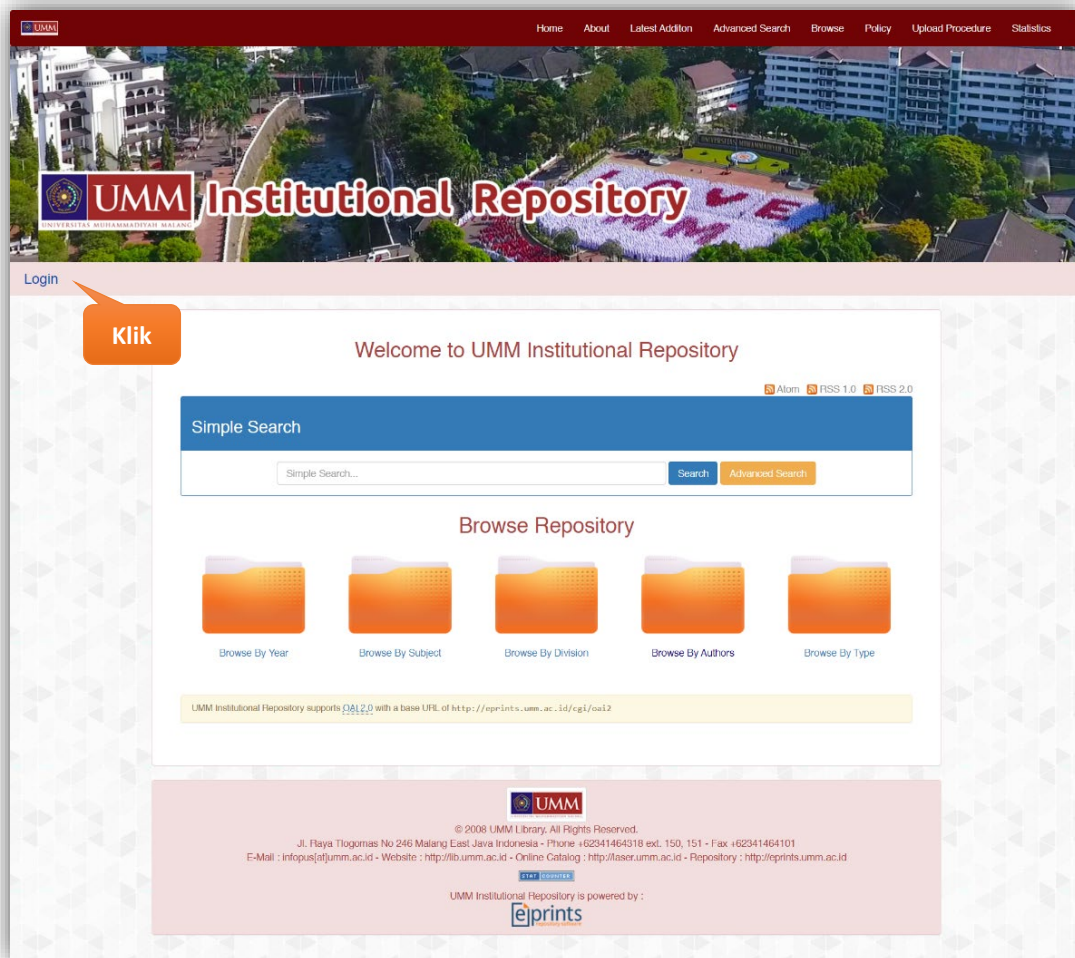 UMM
Home About Latest Additon Advanced Search Browse Policy Upload Procedure Statistics
UMM Institutional Repository
UNIVERSITAS MUHAMMADIYAH MALANG
Login
Klik
Welcome to UMM Institutional Repository
Atom RSS 1.0 RSS 2.0
Simple Search
Simple Search... Search Advanced Search
Browse Repository
Browse By Year Browse By Subject Browse By Division Browse By Authors Browse By Type
UMM Institutional Repository supports OAI 2.0 with a base URL of http://eprints.umm.ac.id/cgi/oai2
UMM
© 2008 UMM Library. All Rights Reserved.
Jl. Raya Tlogomas No 246 Malang East Java Indonesia - Phone +62341464318 ext. 150, 151 - Fax +62341464101
E-Mail : infopus[at]umm.ac.id - Website : http://lib.umm.ac.id - Online Catalog : http://laser.umm.ac.id - Repository : http://eprints.umm.ac.id
STAT COUNTER
UMM Institutional Repository is powered by :
eprints